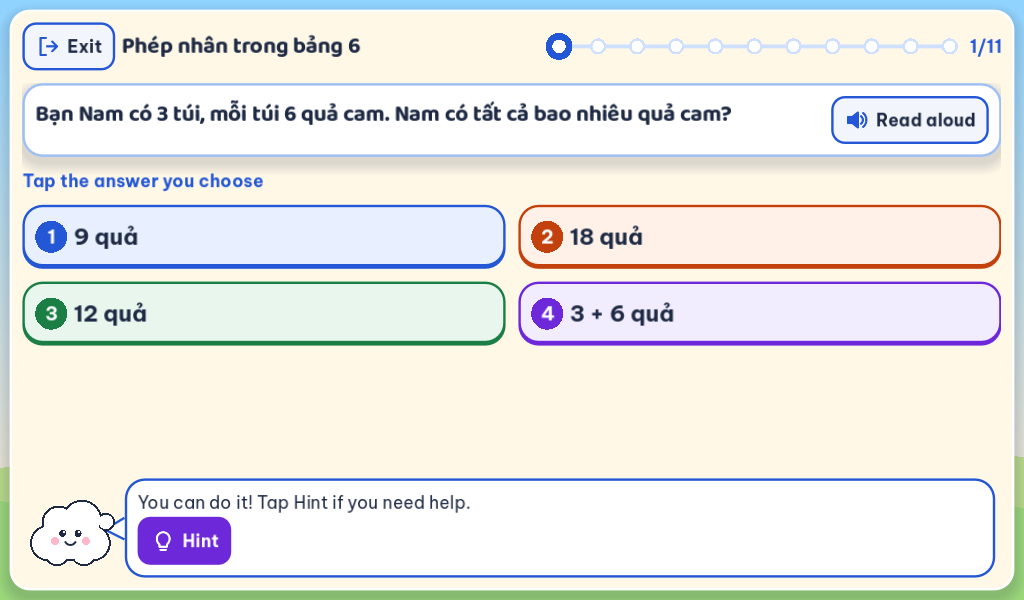 Exit
Phép nhân trong bảng 6
1/11
Bạn Nam có 3 túi, mỗi túi 6 quả cam. Nam có tất cả bao nhiêu quả cam?
Read aloud
Tap the answer you choose
1 9 quả
2 18 quả
3 12 quả
4 3 + 6 quả
You can do it! Tap Hint if you need help.
Hint